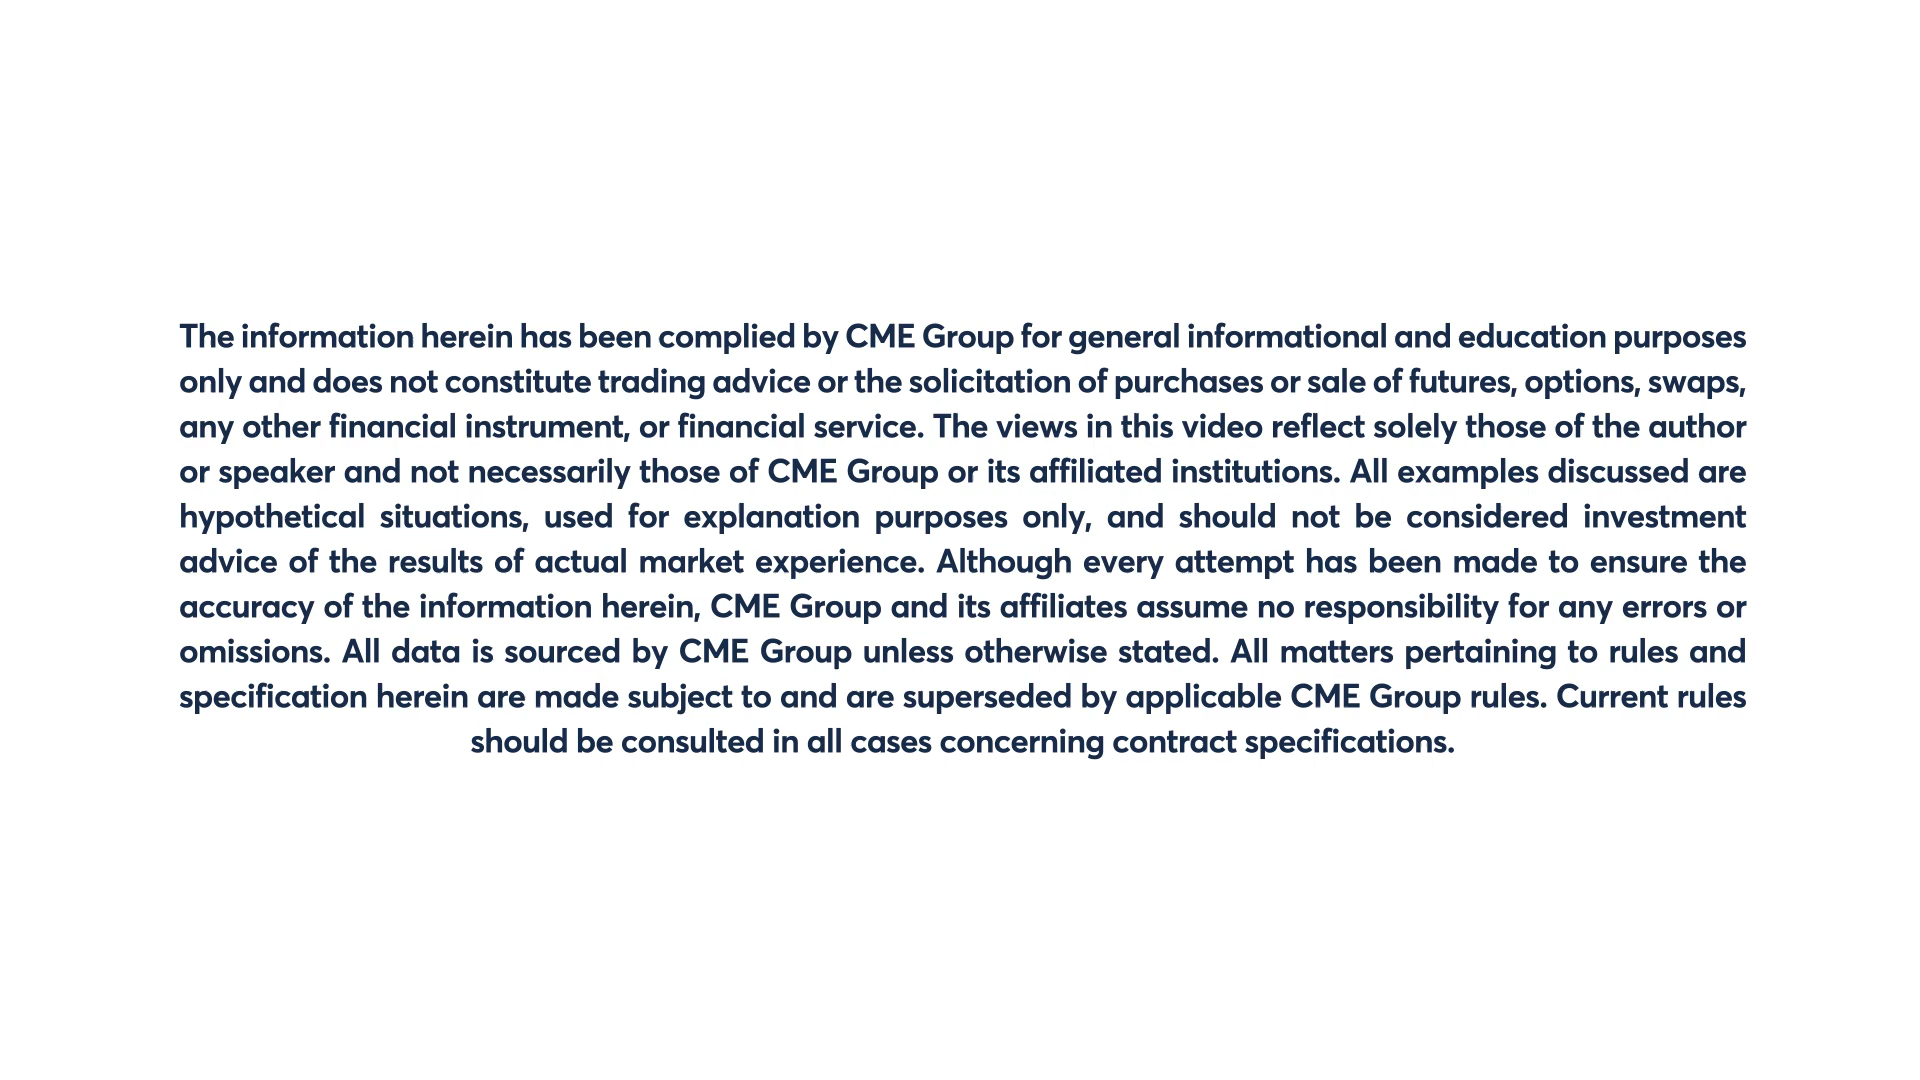 The information herein has been complied by CME Group for general informational and education purposes
only and does not constitute trading advice or the solicitation of purchases or sale of futures, options, swaps,
any other financial instrument, or financial service. The views in this video reflect solely those of the author
or speaker and not necessarily those of CME Group or its affiliated institutions. All examples discussed are
hypothetical situations, used for explanation purposes only, and should not be considered investment
advice of the results of actual market experience. Although every attempt has been made to ensure the
accuracy of the information herein, CME Group and its affiliates assume no responsibility for any errors or
omissions. All data is sourced by CME Group unless otherwise stated. All matters pertaining to rules and
specification herein are made subject to and are superseded by applicable CME Group rules. Current rules
should be consulted in all cases concerning contract specifications.